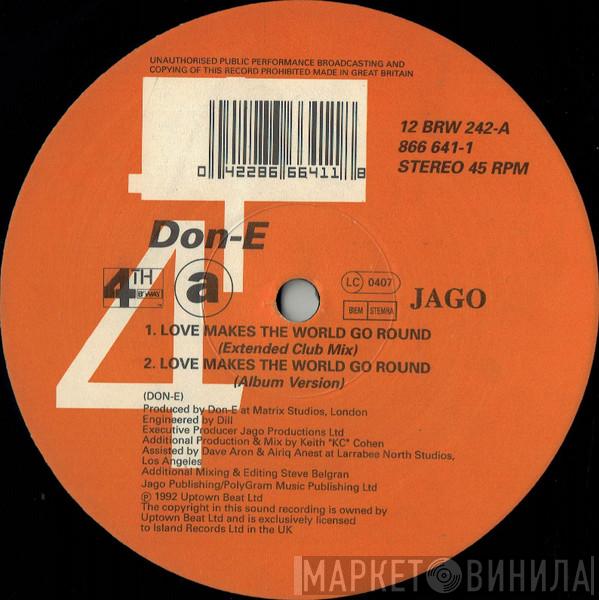 UNAUTHORISED PUBLIC PERFORMANCE BROADCASTING AND
COPYING OF THIS RECORD PROHIBITED MADE IN GREAT BRITAIN
0 42286 66411 8
12 BRW 242-A
866 641-1
STEREO 45 RPM
Don-E
4TH
B'WAY
4
a
LC 0407
BIEM STEMRA
JAGO
1. LOVE MAKES THE WORLD GO ROUND
(Extended Club Mix)
2. LOVE MAKES THE WORLD GO ROUND
(Album Version)
(DON-E)
Produced by Don-E at Matrix Studios, London
Engineered by Dill
Executive Producer Jago Productions Ltd
Additional Production & Mix by Keith "KC" Cohen
Assisted by Dave Aron & Airiq Anest at Larrabee North Studios,
Los Angeles
Additional Mixing & Editing Steve Belgran
Jago Publishing/PolyGram Music Publishing Ltd
℗ 1992 Uptown Beat Ltd
The copyright in this sound recording is owned by
Uptown Beat Ltd and is exclusively licensed
to Island Records Ltd in the UK
МАРКЕТ ВИНИЛА